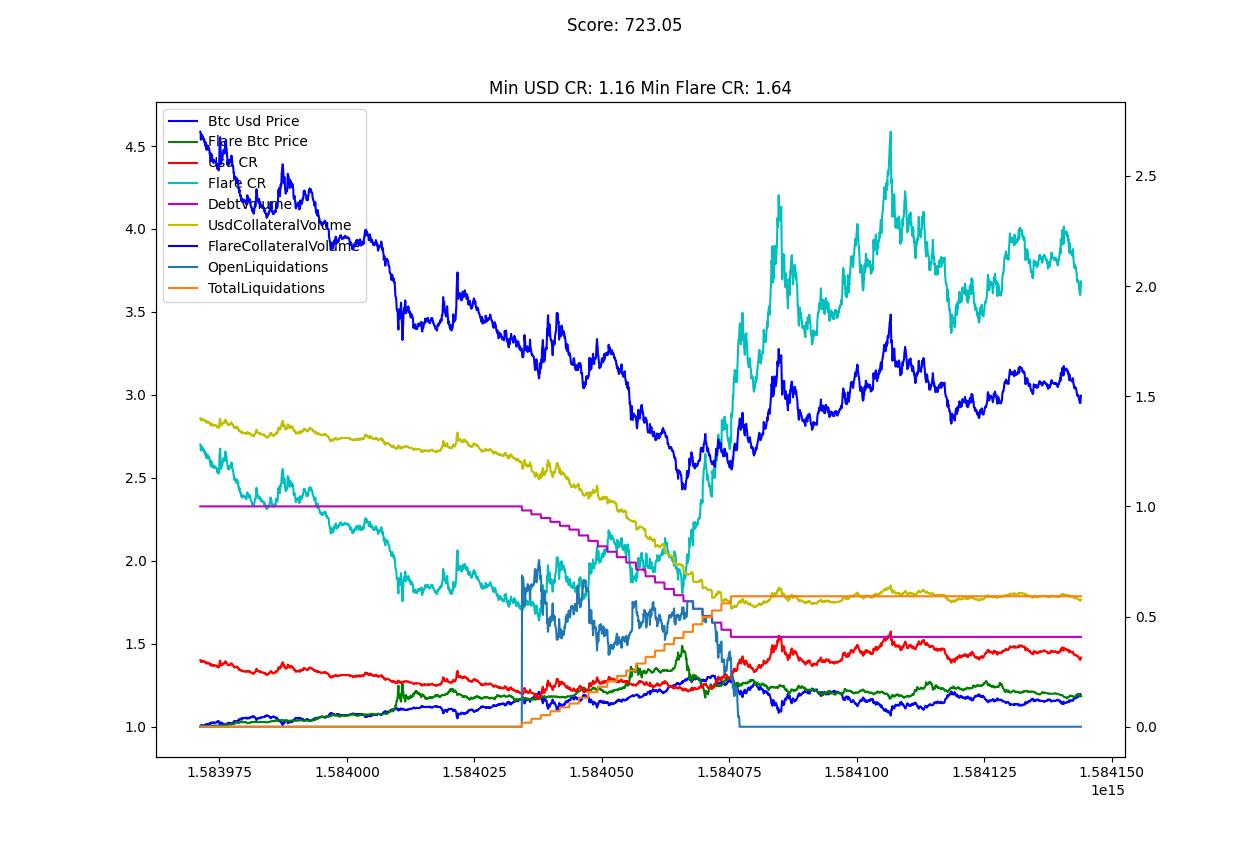 Score: 723.05
Min USD CR: 1.16 Min Flare CR: 1.64
Btc Usd Price
Flare Btc Price
Usd CR
Flare CR
DebtVolume
UsdCollateralVolume
FlareCollateralVolume
OpenLiquidations
TotalLiquidations
4.5
4.0
3.5
3.0
2.5
2.0
1.5
1.0
2.5
2.0
1.5
1.0
0.5
0.0
1.583975 1.584000 1.584025 1.584050 1.584075 1.584100 1.584125 1.584150
1e15